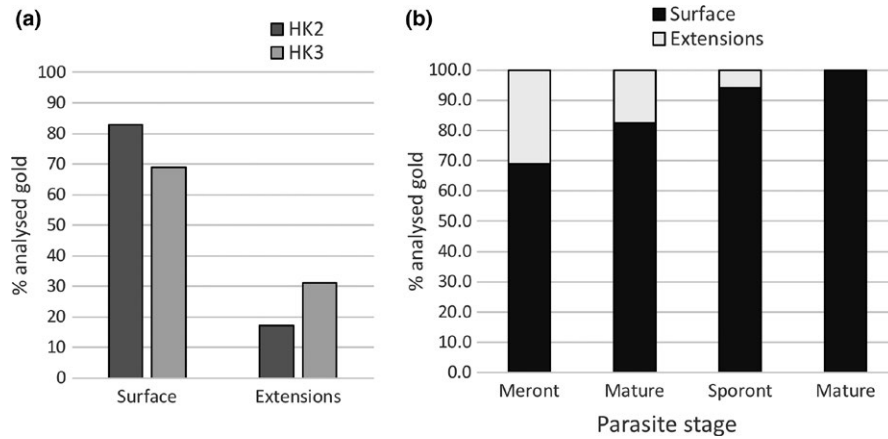 (a)
HK2
HK3
100
90
80
70
60
50
40
30
20
10
0
% analysed gold
Surface Extensions
(b)
Surface
Extensions
100.0
90.0
80.0
70.0
60.0
50.0
40.0
30.0
20.0
10.0
0.0
% analysed gold
Meront Mature Sporont Mature
Parasite stage